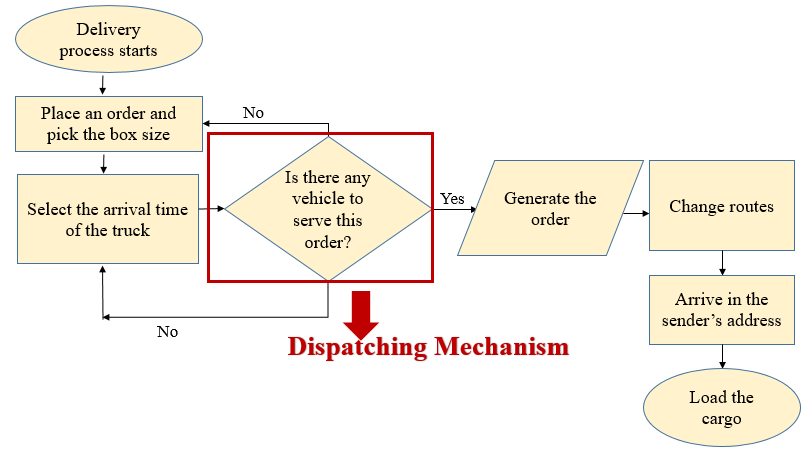 Delivery
process starts
Place an order and
pick the box size
No
Select the arrival time
of the truck
Is there any
vehicle to
serve this
order?
Yes
Generate the
order
Change routes
No
Dispatching Mechanism
Arrive in the
sender’s address
Load the
cargo